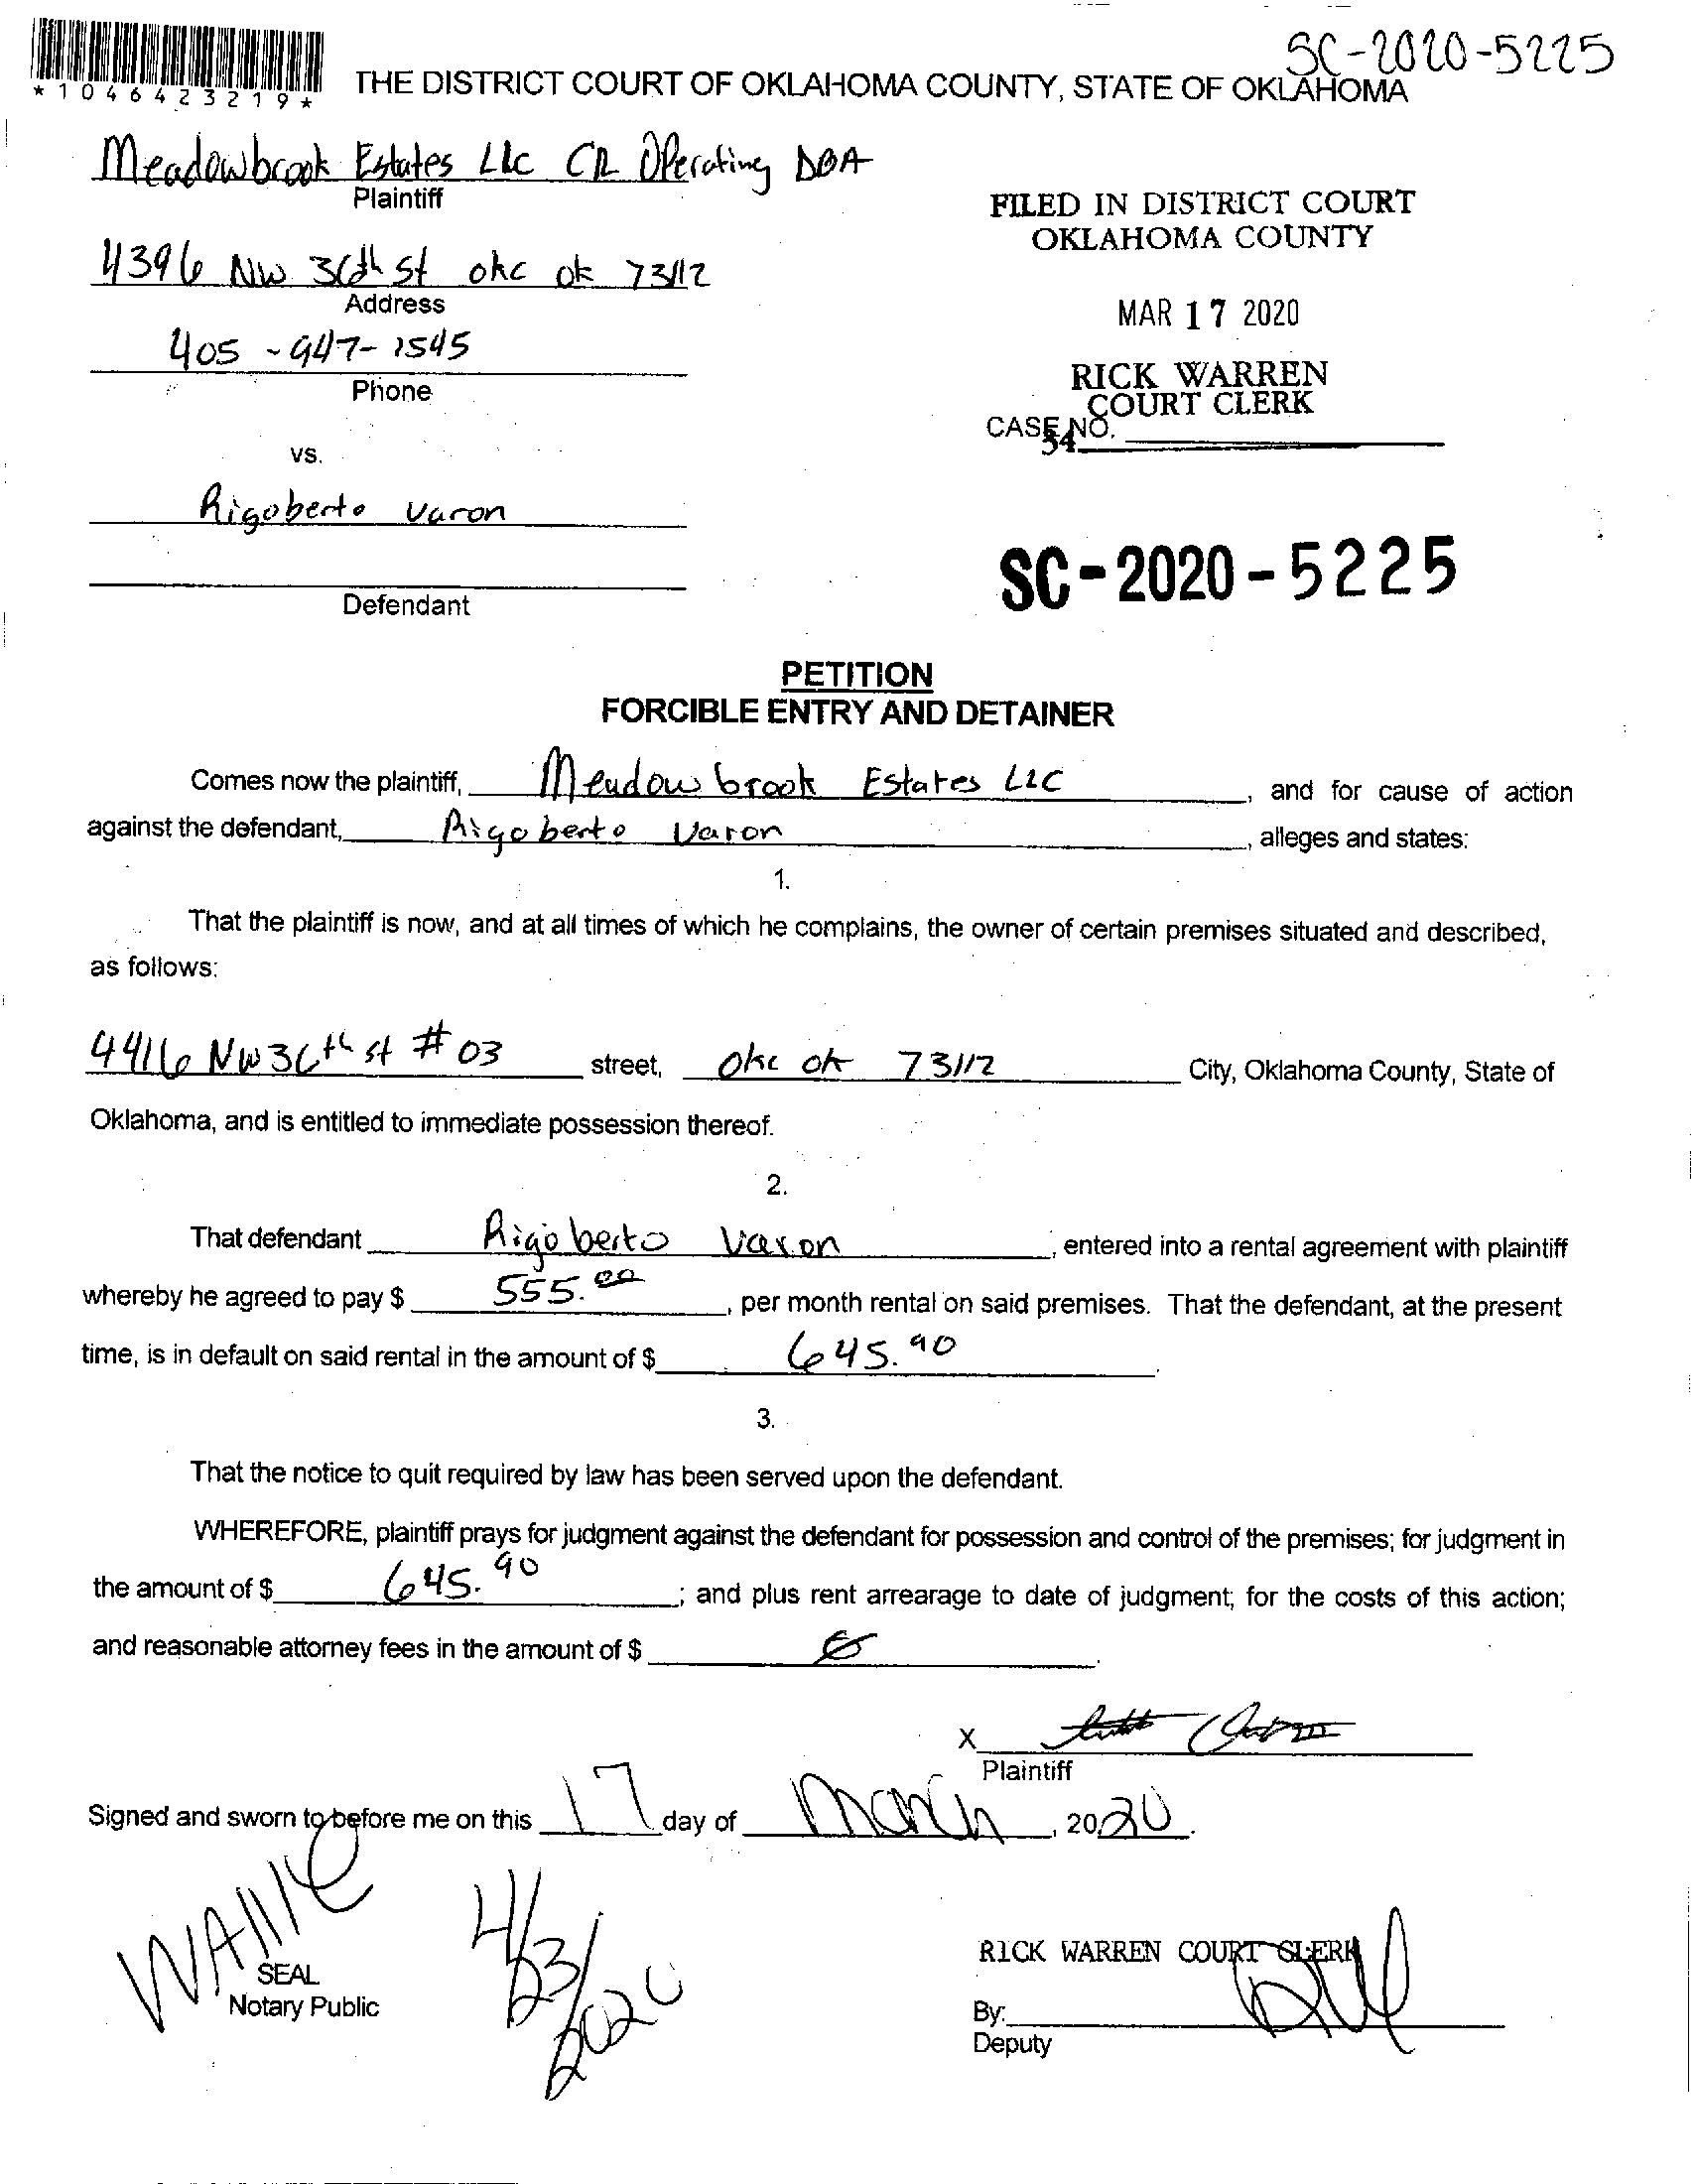 SC-2020-5225
*1046423219*
THE DISTRICT COURT OF OKLAHOMA COUNTY, STATE OF OKLAHOMA
Meadowbrook Estates LLC CR Operating DBA
Plaintiff
FILED IN DISTRICT COURT
OKLAHOMA COUNTY
4396 NW 36th St okc ok 73112
Address
MAR 17 2020
405 - 947-1545
Phone
RICK WARREN
COURT CLERK
CASE NO.
34
vs.
Rigoberto Varon
SC-2020-5225
Defendant
PETITION
FORCIBLE ENTRY AND DETAINER
Comes now the plaintiff, Meadow brook Estates LLC, and for cause of action
against the defendant, Rigoberto Varon, alleges and states:
1.
That the plaintiff is now, and at all times of which he complains, the owner of certain premises situated and described,
as follows:
4416 NW 36th st # 03 street, Okc ok 73112 City, Oklahoma County, State of
Oklahoma, and is entitled to immediate possession thereof.
2.
That defendant Rigoberto Varon, entered into a rental agreement with plaintiff
whereby he agreed to pay $ 555.00, per month rental on said premises. That the defendant, at the present
time, is in default on said rental in the amount of $ 645.90.
3.
That the notice to quit required by law has been served upon the defendant.
WHEREFORE, plaintiff prays for judgment against the defendant for possession and control of the premises; for judgment in
the amount of $ 645.90; and plus rent arrearage to date of judgment; for the costs of this action;
and reasonable attorney fees in the amount of $
X
Plaintiff
Signed and sworn to before me on this 17 day of March, 2020.
WAIIVE
4/23/2020
SEAL
Notary Public
RICK WARREN COURT CLERK
By:
Deputy